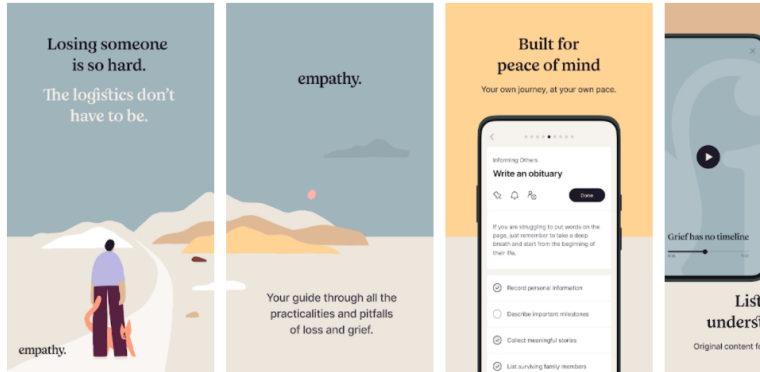 Losing someone
is so hard.
The logistics don't
have to be.
empathy.
empathy.
Your guide through all the
practicalities and pitfalls
of loss and grief.
Built for
peace of mind
Your own journey, at your own pace.
Informing Others
Write an obituary
Done
If you are struggling to put words on the
page, just remember to take a deep
breath and start from the beginning of
their life.
Record personal information
Describe important milestones
Collect meaningful stories
List surviving family members
Grief has no timeline
List
underst
Original content fo